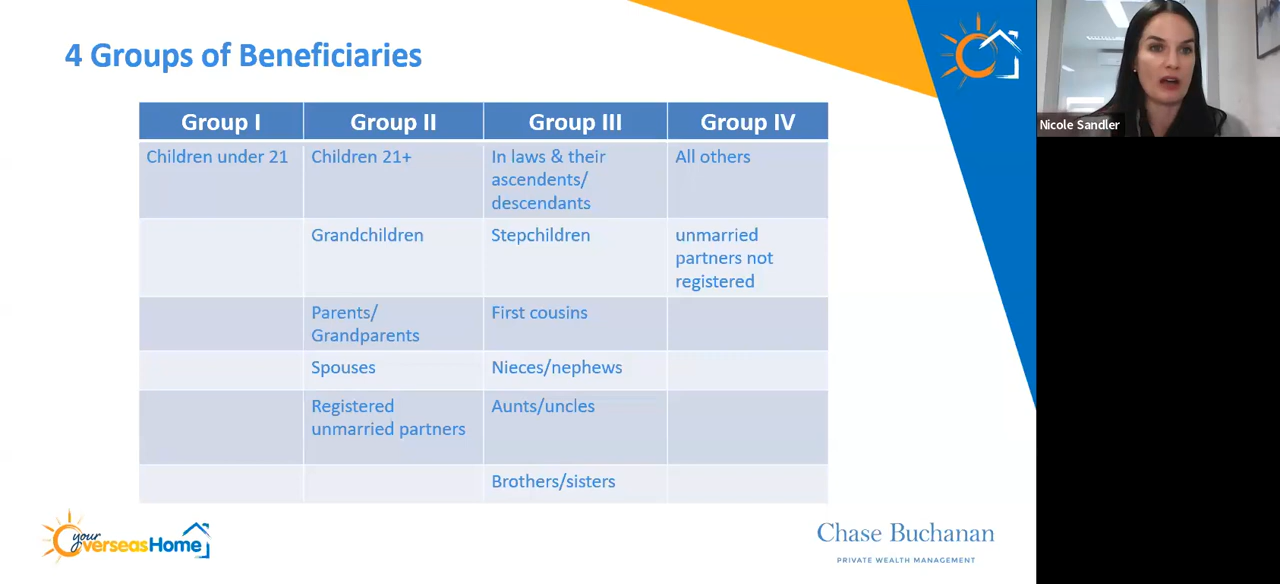 4 Groups of Beneficiaries
Nicole Sandler
Group I
Group II
Group III
Group IV
Children under 21
Children 21+
In laws & their
ascendents/
descendants
All others
Grandchildren
Stepchildren
unmarried
partners not
registered
Parents/
Grandparents
First cousins
Spouses
Nieces/nephews
Registered
unmarried partners
Aunts/uncles
Brothers/sisters
your
OverseasHome
Chase Buchanan
PRIVATE WEALTH MANAGEMENT